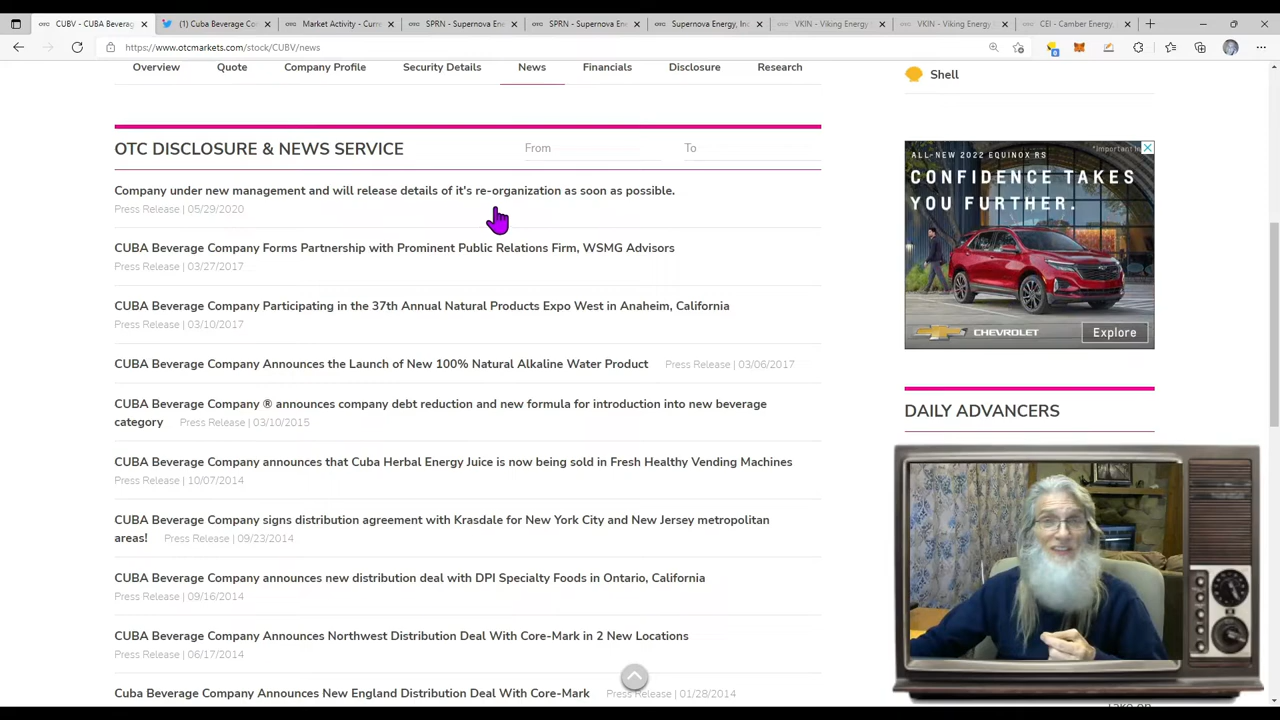 CUBV - CUBA Beverag
(1) Cuba Beverage Co
Market Activity - Curre
SPRN - Supernova Ene
SPRN - Supernova Ene
Supernova Energy, Inc
VKIN - Viking Energy
VKIN - Viking Energy
CEI - Camber Energy,
https://www.otcmarkets.com/stock/CUBV/news
Overview
Quote
Company Profile
Security Details
News
Financials
Disclosure
Research
Shell
OTC DISCLOSURE & NEWS SERVICE
From
To
Company under new management and will release details of it's re-organization as soon as possible.
Press Release | 05/29/2020
CUBA Beverage Company Forms Partnership with Prominent Public Relations Firm, WSMG Advisors
Press Release | 03/27/2017
CUBA Beverage Company Participating in the 37th Annual Natural Products Expo West in Anaheim, California
Press Release | 03/10/2017
CUBA Beverage Company Announces the Launch of New 100% Natural Alkaline Water Product Press Release | 03/06/2017
CUBA Beverage Company ® announces company debt reduction and new formula for introduction into new beverage
category Press Release | 03/10/2015
CUBA Beverage Company announces that Cuba Herbal Energy Juice is now being sold in Fresh Healthy Vending Machines
Press Release | 10/07/2014
CUBA Beverage Company signs distribution agreement with Krasdale for New York City and New Jersey metropolitan
areas! Press Release | 09/23/2014
CUBA Beverage Company announces new distribution deal with DPI Specialty Foods in Ontario, California
Press Release | 09/16/2014
CUBA Beverage Company Announces Northwest Distribution Deal With Core-Mark in 2 New Locations
Press Release | 06/17/2014
Cuba Beverage Company Announces New England Distribution Deal With Core-Mark Press Release | 01/28/2014
ALL-NEW 2022 EQUINOX RS
*Important
CONFIDENCE TAKES
YOU FURTHER.
CHEVROLET
Explore
DAILY ADVANCERS